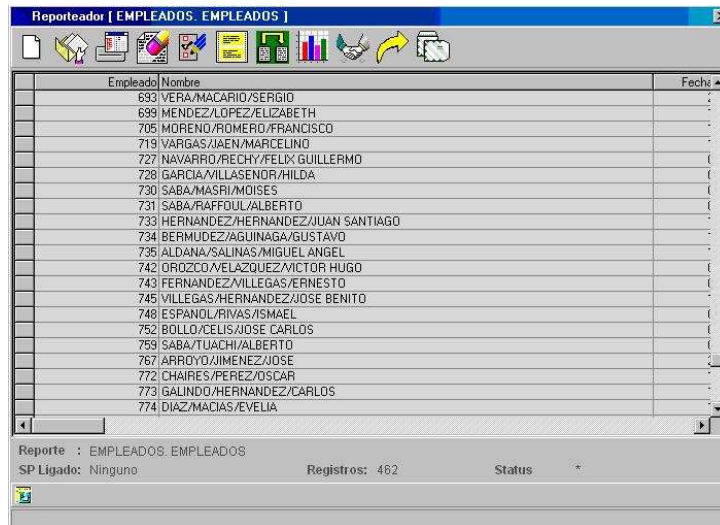 Reporteador [ EMPLEADOS. EMPLEADOS ]
Empleado Nombre Fecha
693 VERA/MACARIO/SERGIO
699 MENDEZ/LOPEZ/ELIZABETH
705 MORENO/ROMERO/FRANCISCO
719 VARGAS/JAEN/MARCELINO
727 NAVARRO/RECHY/FELIX GUILLERMO
728 GARCIA/VILLASENOR/HILDA
730 SABA/MASRI/MOISES
731 SABA/RAFFOUL/ALBERTO
733 HERNANDEZ/HERNANDEZ/JUAN SANTIAGO
734 BERMUDEZ/AGUINAGA/GUSTAVO
735 ALDANA/SALINAS/MIGUEL ANGEL
742 OROZCO/VELAZQUEZ/VICTOR HUGO
743 FERNANDEZ/VILLEGAS/ERNESTO
745 VILLEGAS/HERNANDEZ/JOSE BENITO
748 ESPANOL/RIVAS/ISMAEL
752 BOLLO/CELIS/JOSE CARLOS
759 SABA/TUACHI/ALBERTO
767 ARROYO/JIMENEZ/JOSE
772 CHAIRES/PEREZ/OSCAR
773 GALINDO/HERNANDEZ/CARLOS
774 DIAZ/MACIAS/EVELIA
Reporte : EMPLEADOS. EMPLEADOS
SP Ligado: Ninguno Registros: 462 Status *